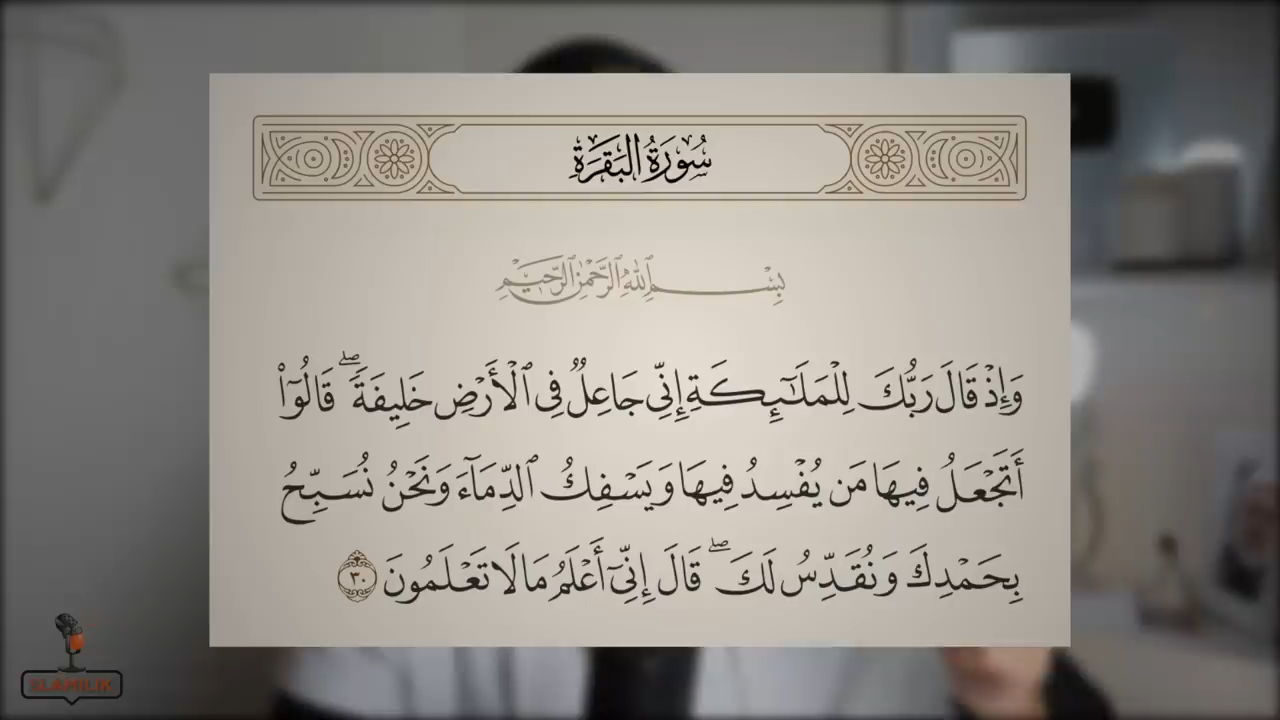 سُورَةُ البَقَرَةِ
بِسْمِ ٱللَّهِ ٱلرَّحْمَٰنِ ٱلرَّحِيمِ
وَإِذْ قَالَ رَبُّكَ لِلْمَلَٰٓئِكَةِ إِنِّى جَاعِلٌ فِى ٱلْأَرْضِ خَلِيفَةً ۖ قَالُوٓا۟
أَتَجْعَلُ فِيهَا مَن يُفْسِدُ فِيهَا وَيَسْفِكُ ٱلدِّمَآءَ وَنَحْنُ نُسَبِّحُ
بِحَمْدِكَ وَنُقَدِّسُ لَكَ ۖ قَالَ إِنِّىٓ أَعْلَمُ مَا لَا تَعْلَمُونَ ٣٠